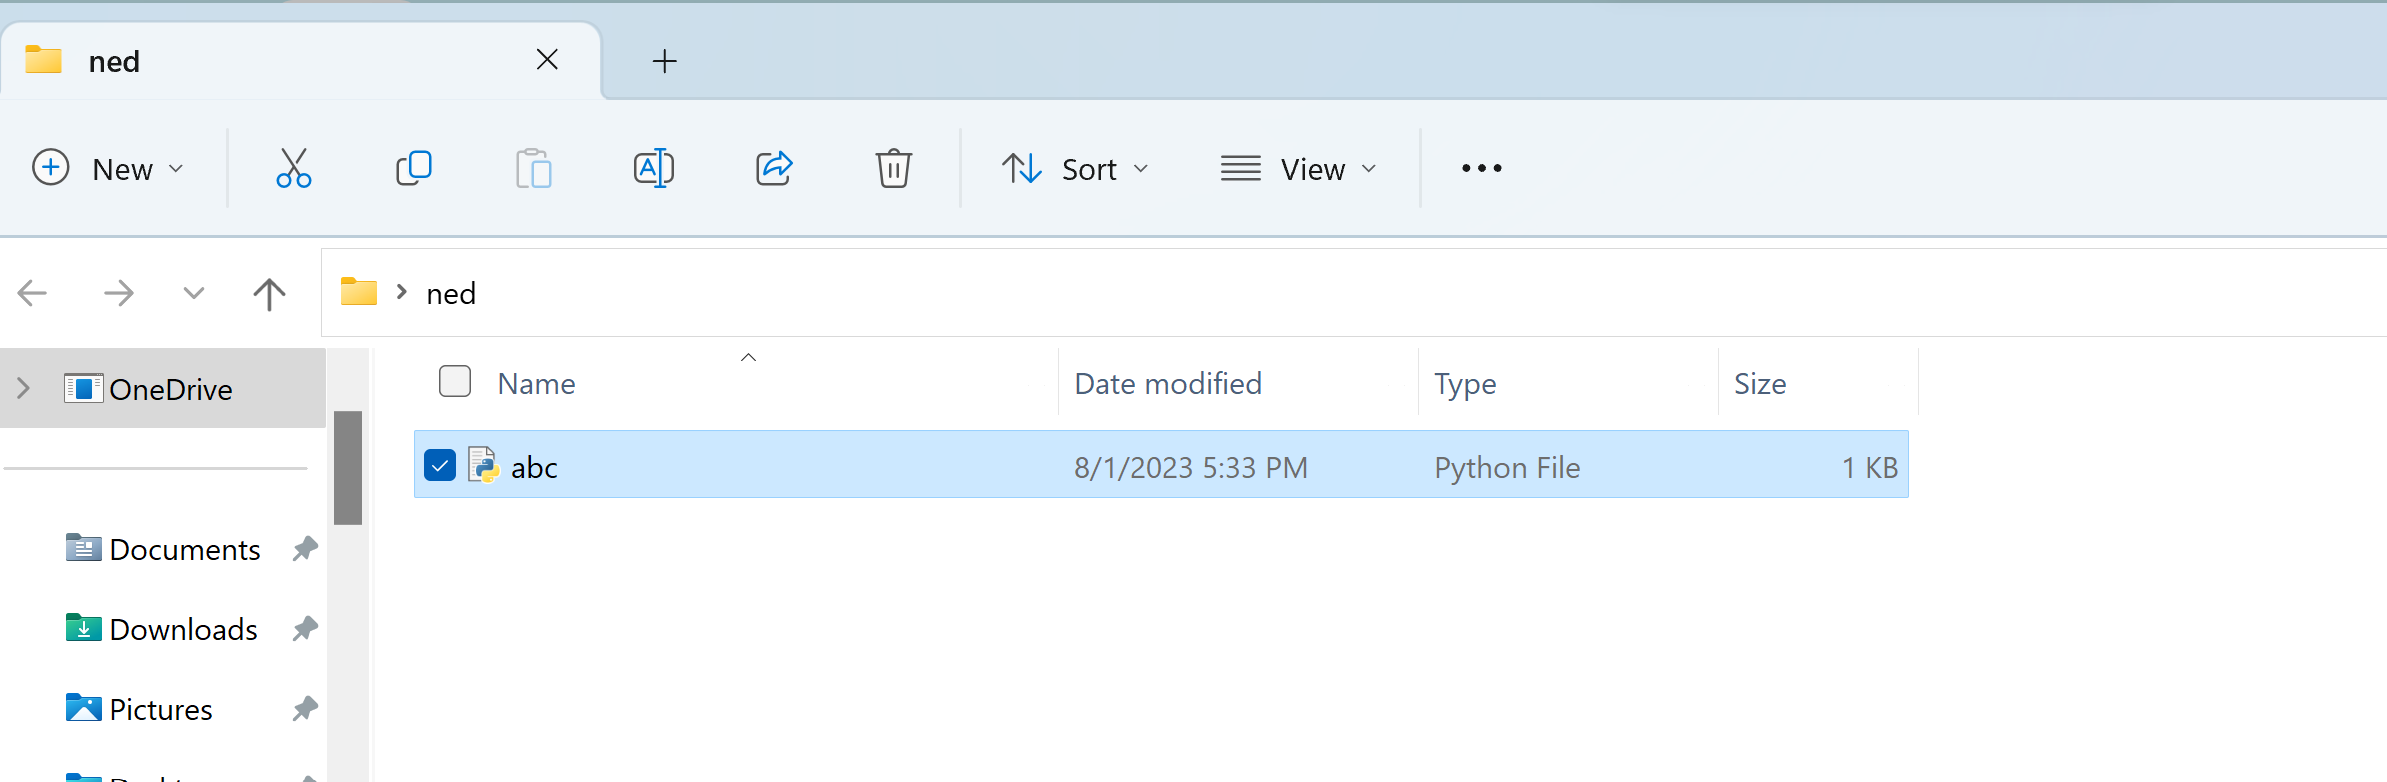 ned
New
Sort
View
ned
OneDrive
Name
Date modified
Type
Size
abc
8/1/2023 5:33 PM
Python File
1 KB
Documents
Downloads
Pictures